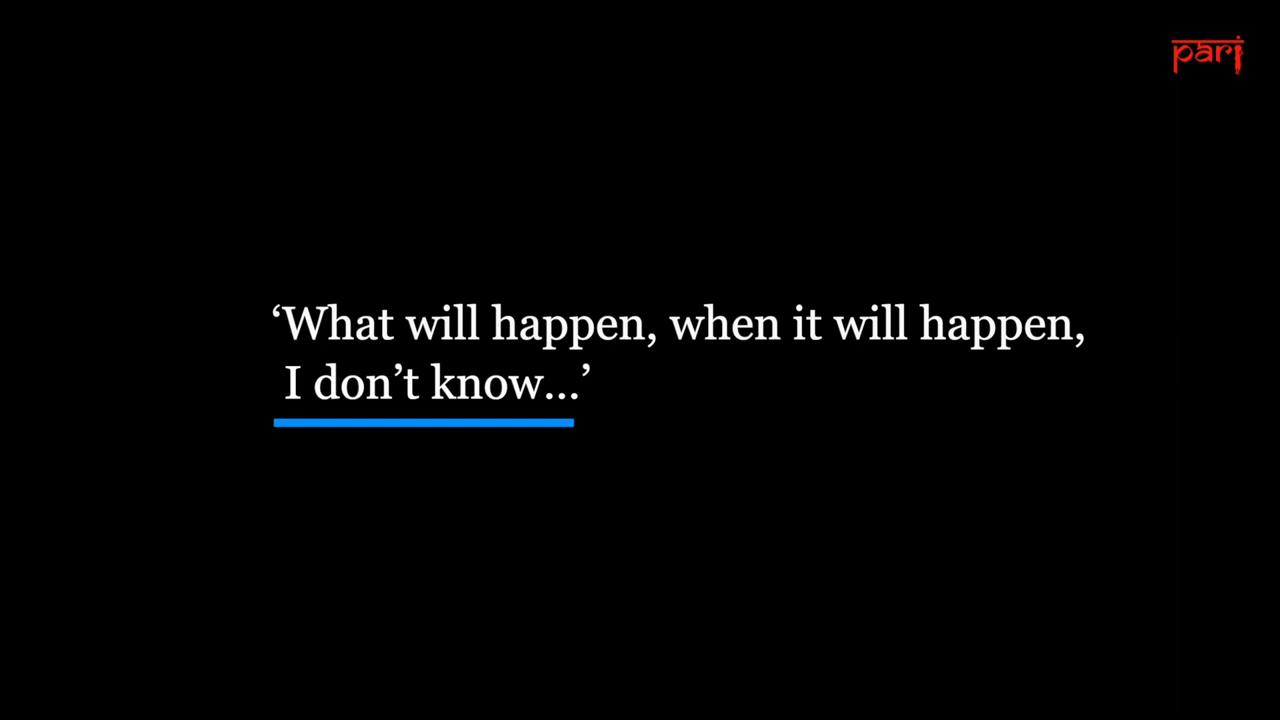 pari
‘What will happen, when it will happen,
I don’t know...’